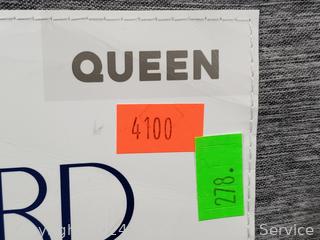 QUEEN
4100
278.
RD
Service